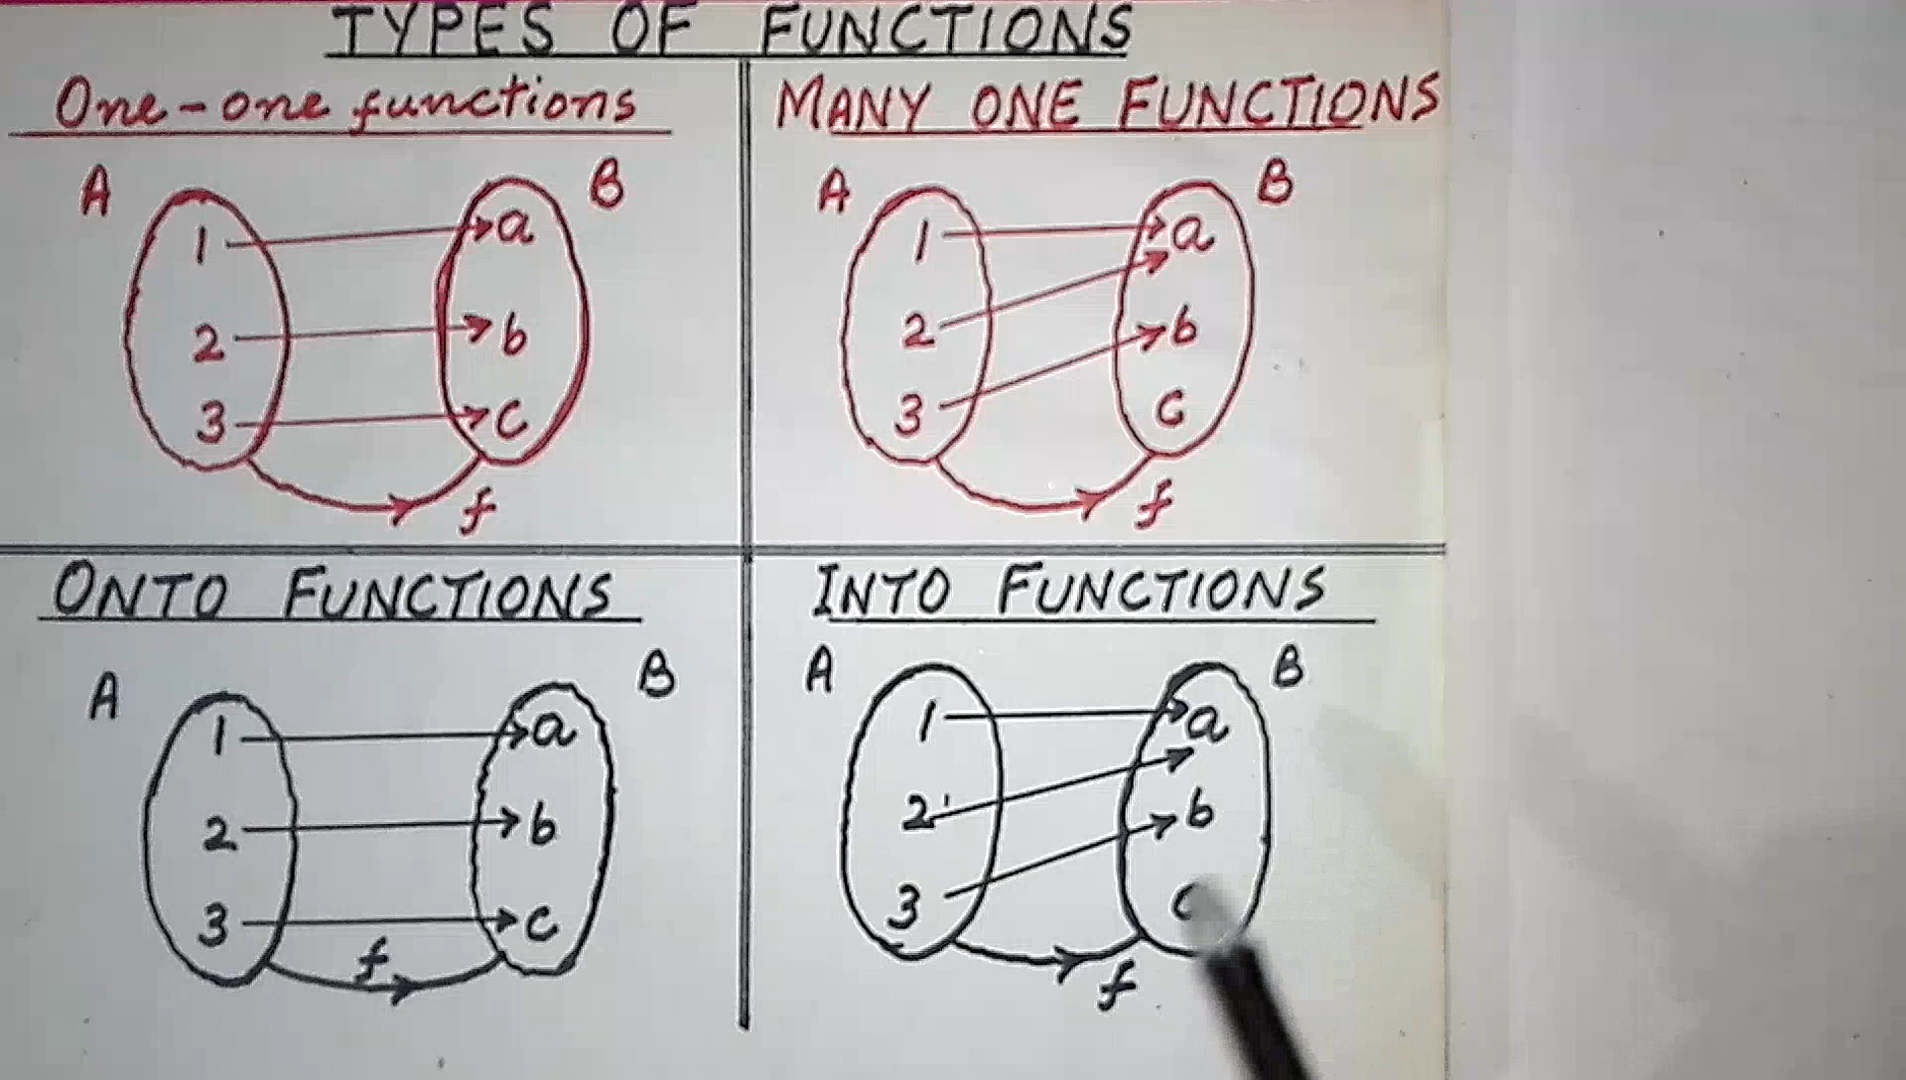 TYPES OF FUNCTIONS
One-one functions
A B
1 a
2 b
3 c
f
MANY ONE FUNCTIONS
A B
1 a
2 b
3 c
f
ONTO FUNCTIONS
A B
1 a
2 b
3 c
f
INTO FUNCTIONS
A B
1 a
2 b
3 c
f